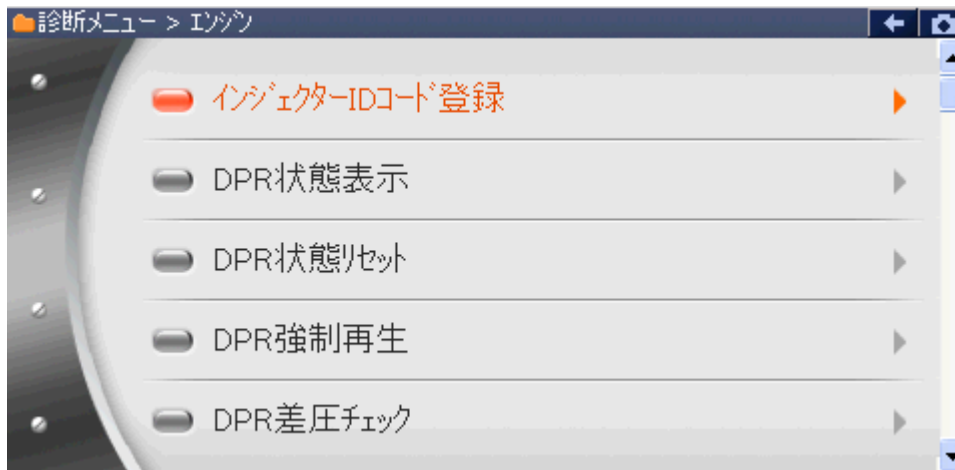 診断メニュー > エンジン
インジェクターIDコード登録
DPR状態表示
DPR状態リセット
DPR強制再生
DPR差圧チェック